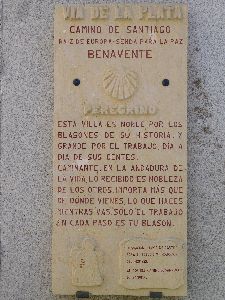 VIA DE LA PLATA
CAMINO DE SANTIAGO
RAIZ DE EUROPA-SENDA PARA LA PAZ
BENAVENTE
PEREGRINO
ESTA VILLA ES NOBLE POR LOS
BLASONES DE SU HISTORIA, Y
GRANDE POR EL TRABAJO, DIA A
DIA DE SUS GENTES.
CAMINANTE, EN LA ANDADURA DE
LA VIDA, LO RECIBIDO ES NOBLEZA
DE LOS OTROS. IMPORTA MAS QUE
DE DONDE VIENES, LO QUE HACES
MIENTRAS VAS. SOLO EL TRABAJO
EN CADA PASO ES TU BLASON.